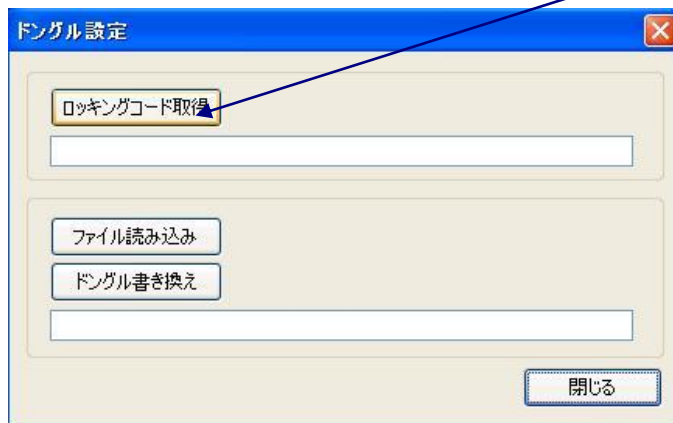 ドングル設定
ロッキングコード取得
ファイル読み込み
ドングル書き換え
閉じる